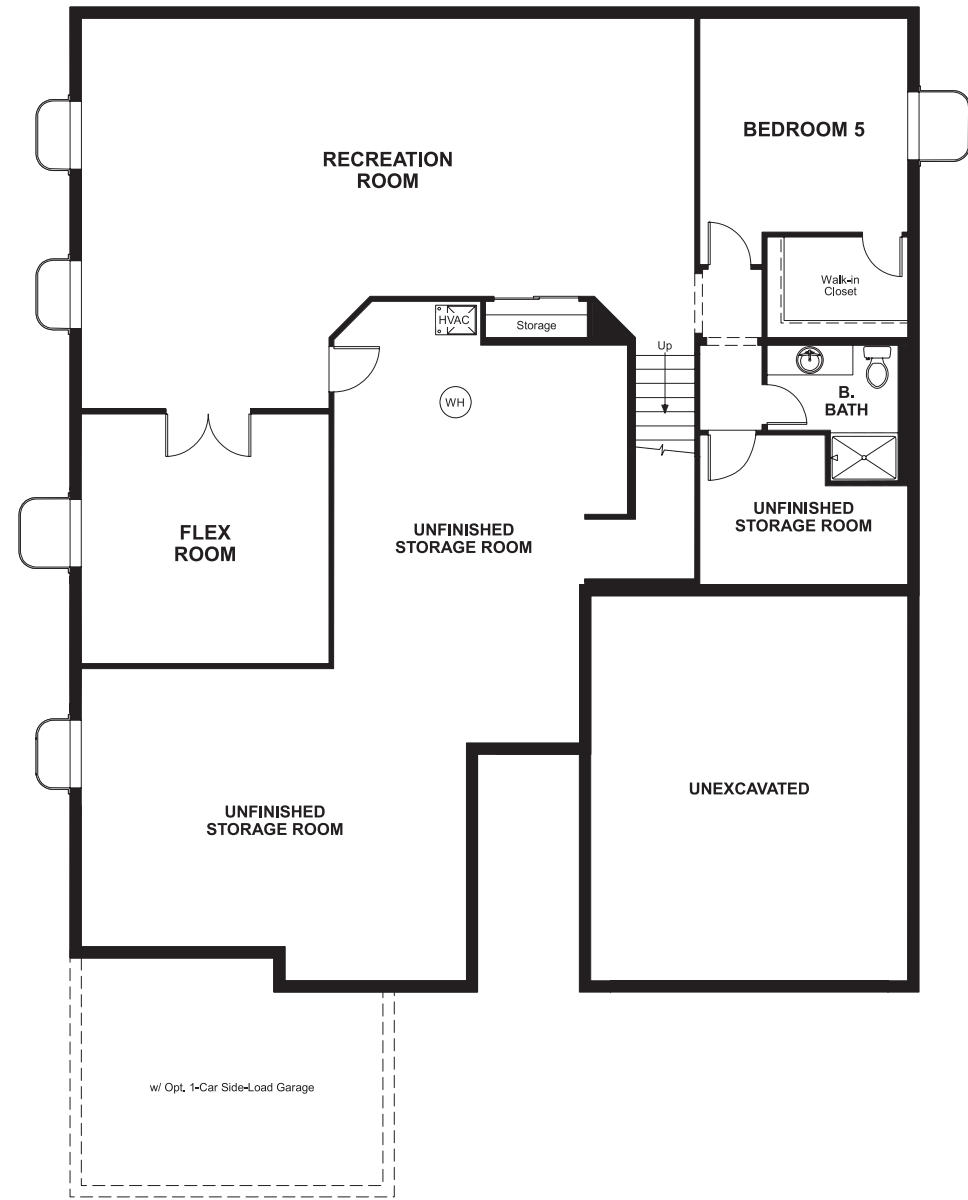 BEDROOM 5
RECREATION
ROOM
Walk-in
Closet
HVAC
Storage
Up
B.
BATH
WH
FLEX
ROOM
UNFINISHED
STORAGE ROOM
UNFINISHED
STORAGE ROOM
UNEXCAVATED
UNFINISHED
STORAGE ROOM
w/ Opt. 1-Car Side-Load Garage